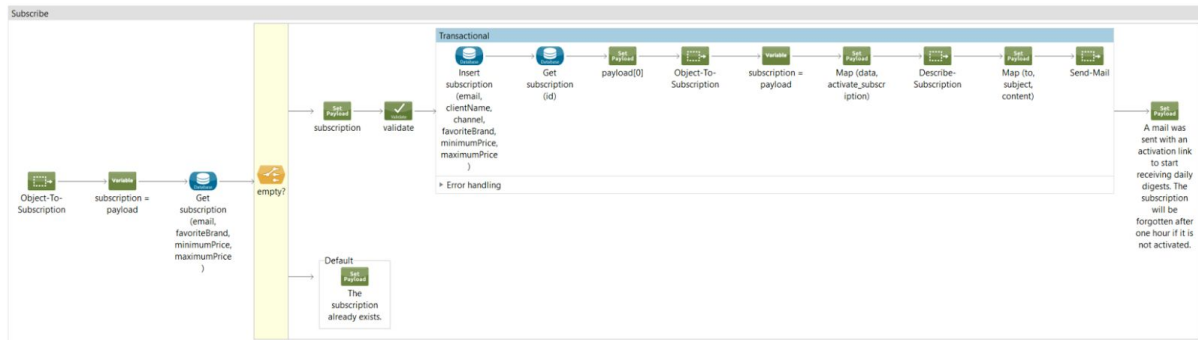 Subscribe
Object-To-
Subscription
Variable
subscription =
payload
Database
Get
subscription
(email,
favoriteBrand,
minimumPrice,
maximumPrice
)
empty?
Set
Payload
subscription
Validate
validate
Transactional
Database
Insert
subscription
(email,
clientName,
channel,
favoriteBrand,
minimumPrice,
maximumPrice
)
Database
Get
subscription
(id)
Set
Payload
payload[0]
Object-To-
Subscription
Variable
subscription =
payload
Set
Payload
Map (data,
activate_subscr
iption)
Describe-
Subscription
Set
Payload
Map (to,
subject,
content)
Send-Mail
Error handling
Set
Payload
A mail was
sent with an
activation link
to start
receiving daily
digests. The
subscription
will be
forgotten after
one hour if it is
not activated.
Default
Set
Payload
The
subscription
already exists.